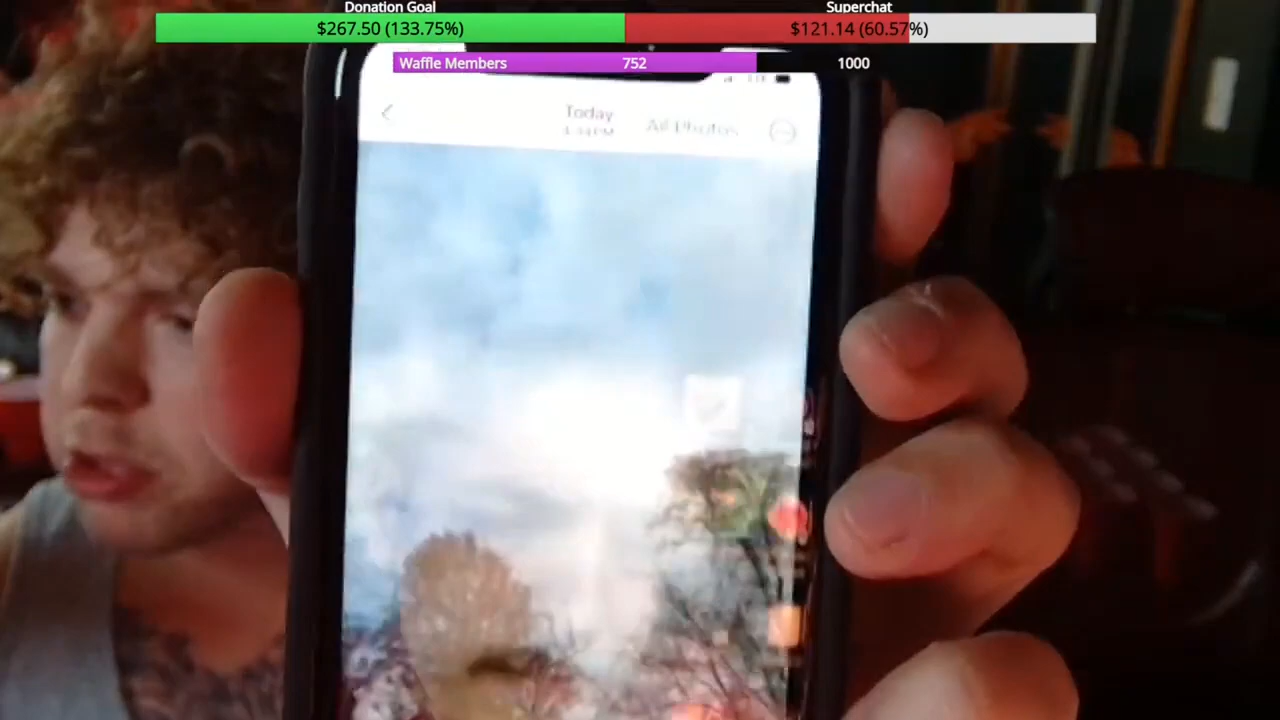 Donation Goal
Superchat
$267.50 (133.75%)
$121.14 (60.57%)
Waffle Members 752 1000
Today
All Photos